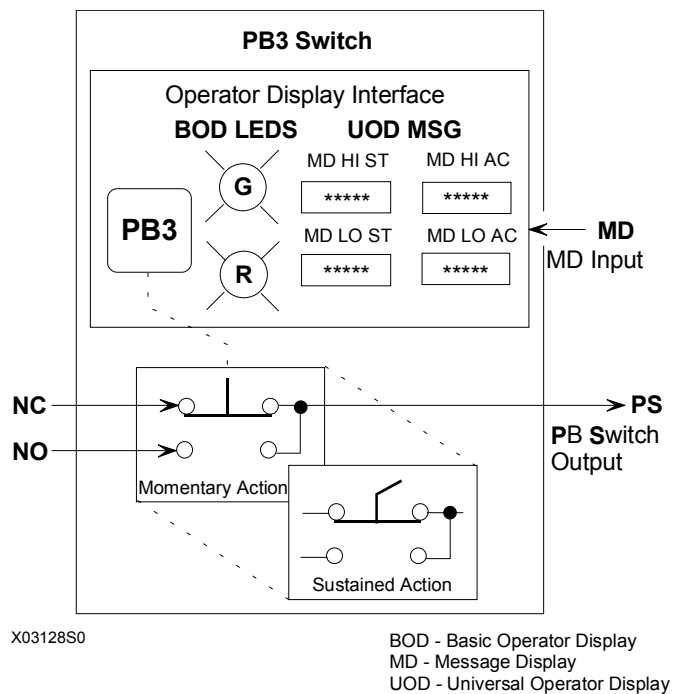 PB3 Switch
Operator Display Interface
BOD LEDS UOD MSG
MD HI ST MD HI AC
G
***** *****
PB3
MD LO ST MD LO AC
R
***** *****
MD
MD Input
NC
PS
NO
PB Switch
Output
Momentary Action
Sustained Action
X03128S0
BOD - Basic Operator Display
MD - Message Display
UOD - Universal Operator Display